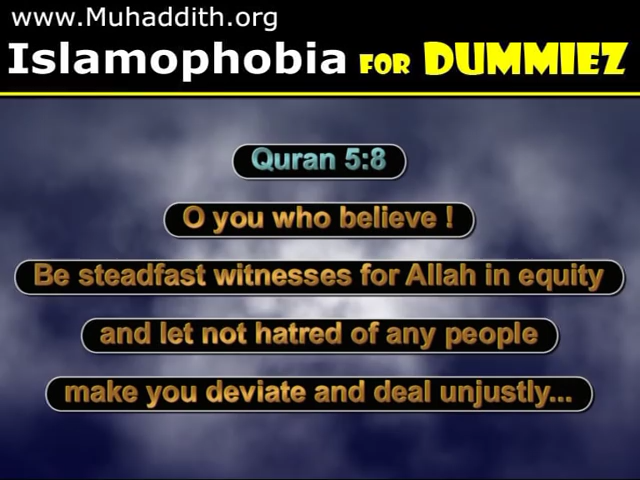 www.Muhaddith.org
Islamophobia FOR DUMMIEZ
Quran 5:8
O you who believe !
Be steadfast witnesses for Allah in equity
and let not hatred of any people
make you deviate and deal unjustly...